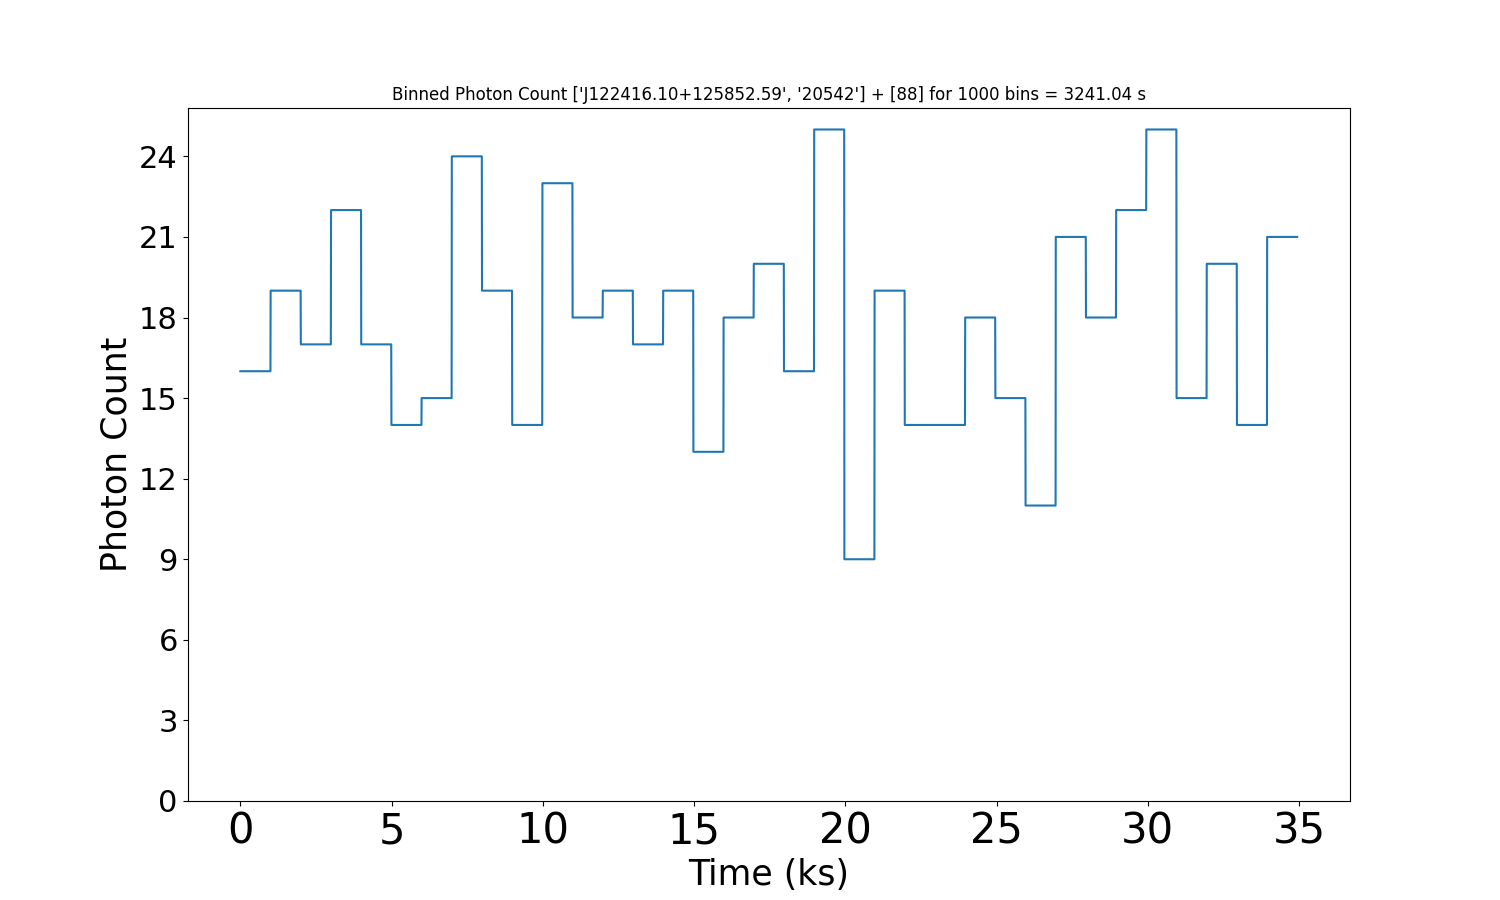 Binned Photon Count ['J122416.10+125852.59', '20542'] + [88] for 1000 bins = 3241.04 s
24
21
18
15
12
9
6
3
0
Photon Count
0 5 10 15 20 25 30 35
Time (ks)